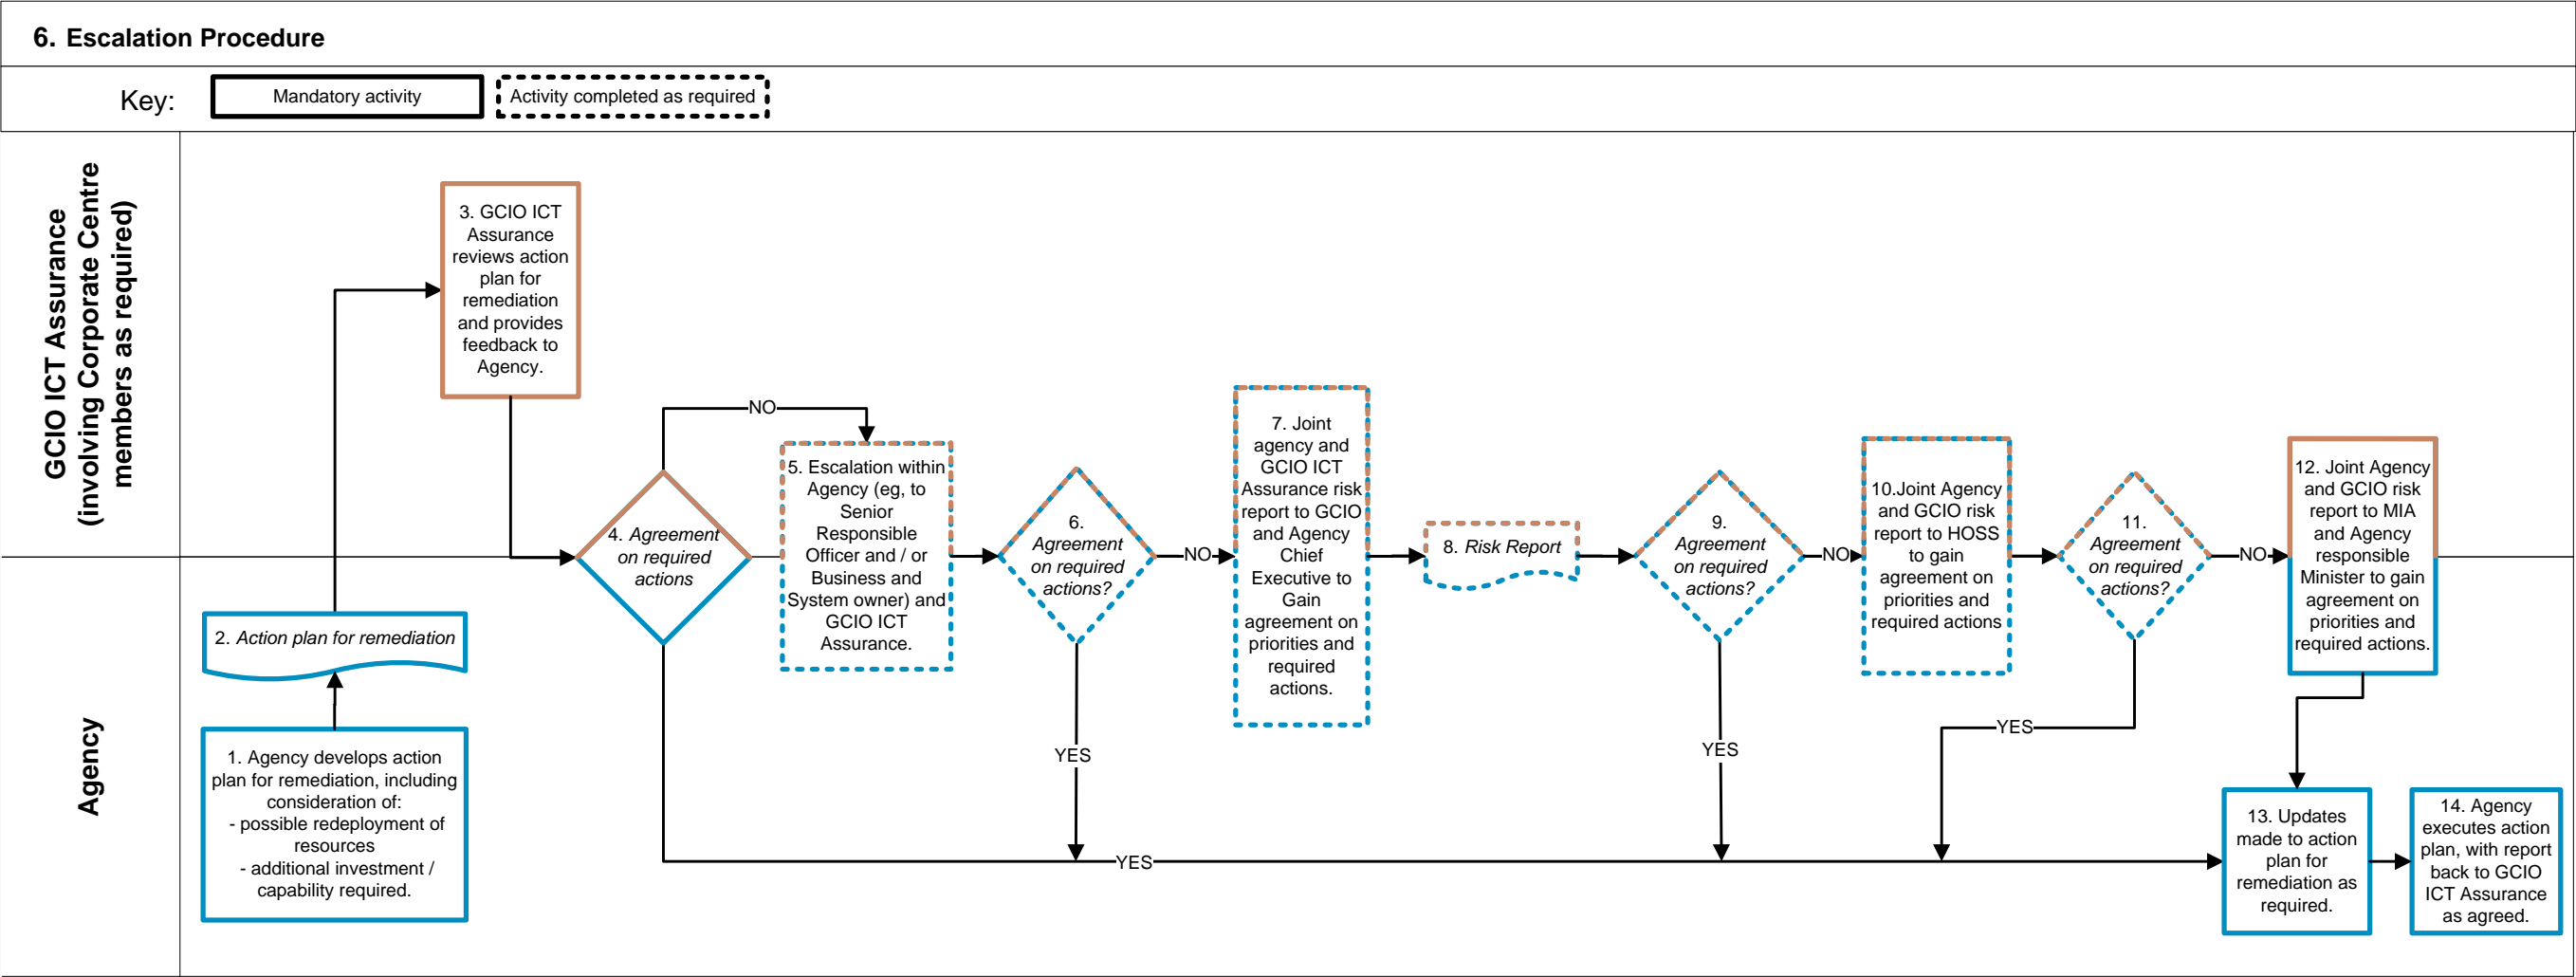 6. Escalation Procedure
Key:
Mandatory activity
Activity completed as required
GCIO ICT Assurance
(involving Corporate Centre
members as required)
Agency
1. Agency develops action
plan for remediation, including
consideration of:
- possible redeployment of
resources
- additional investment /
capability required.
2. Action plan for remediation
3. GCIO ICT
Assurance
reviews action
plan for
remediation
and provides
feedback to
Agency.
4. Agreement
on required
actions
NO
5. Escalation within
Agency (eg, to
Senior
Responsible
Officer and / or
Business and
System owner) and
GCIO ICT
Assurance.
6.
Agreement
on required
actions?
NO
YES
7. Joint
agency and
GCIO ICT
Assurance risk
report to GCIO
and Agency
Chief
Executive to
Gain
agreement on
priorities and
required
actions.
8. Risk Report
9.
Agreement
on required
actions?
NO
YES
10.Joint Agency
and GCIO risk
report to HOSS
to gain
agreement on
priorities and
required actions
11.
Agreement
on required
actions?
NO
YES
12. Joint Agency
and GCIO risk
report to MIA
and Agency
responsible
Minister to gain
agreement on
priorities and
required actions.
YES
13. Updates
made to action
plan for
remediation as
required.
14. Agency
executes action
plan, with report
back to GCIO
ICT Assurance
as agreed.